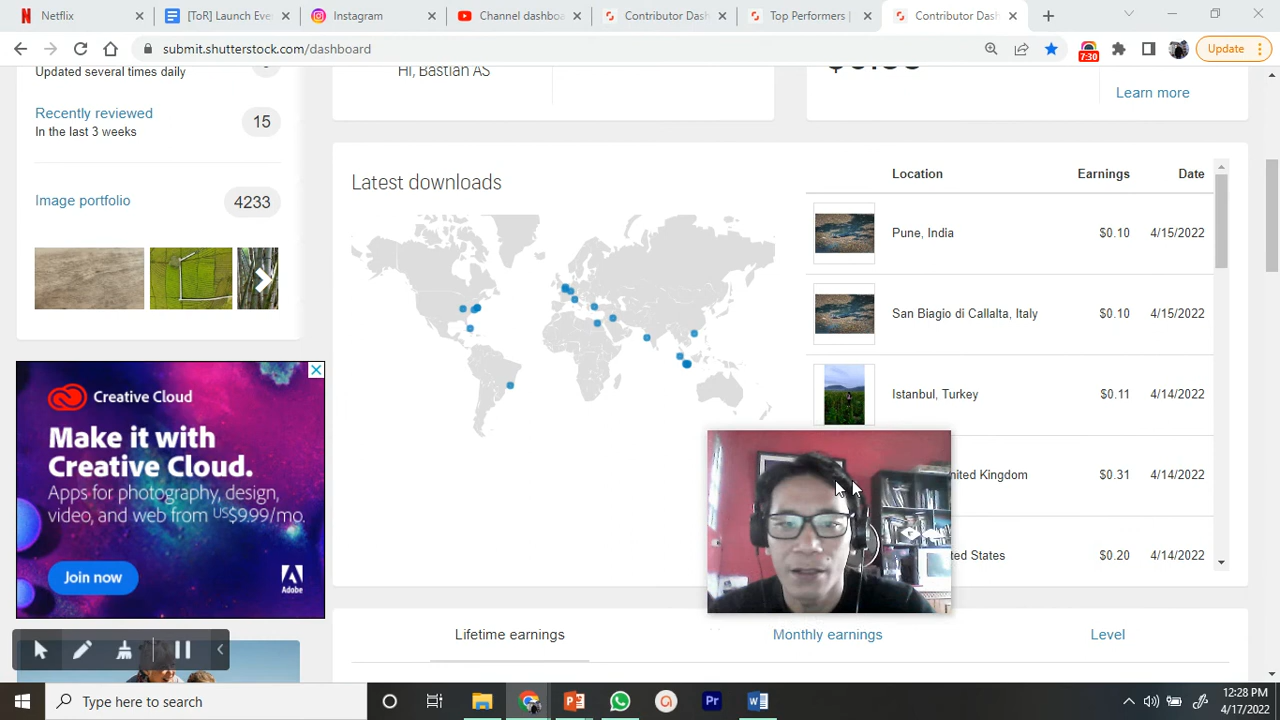 Netflix
[ToR] Launch Eve
Instagram
Channel dashbo
Contributor Das
Top Performers |
Contributor Das
submit.shutterstock.com/dashboard
7:30
Update
Updated several times daily
Recently reviewed
In the last 3 weeks
15
Image portfolio
4233
Hi, Bastian AS
Learn more
Latest downloads
Location Earnings Date
Pune, India $0.10 4/15/2022
San Biagio di Callalta, Italy $0.10 4/15/2022
Istanbul, Turkey $0.11 4/14/2022
nited Kingdom $0.31 4/14/2022
ted States $0.20 4/14/2022
Creative Cloud
Make it with
Creative Cloud.
Apps for photography, design,
video, and web from US$9.99/mo.
Join now
Adobe
Lifetime earnings Monthly earnings Level
Type here to search
12:28 PM
4/17/2022